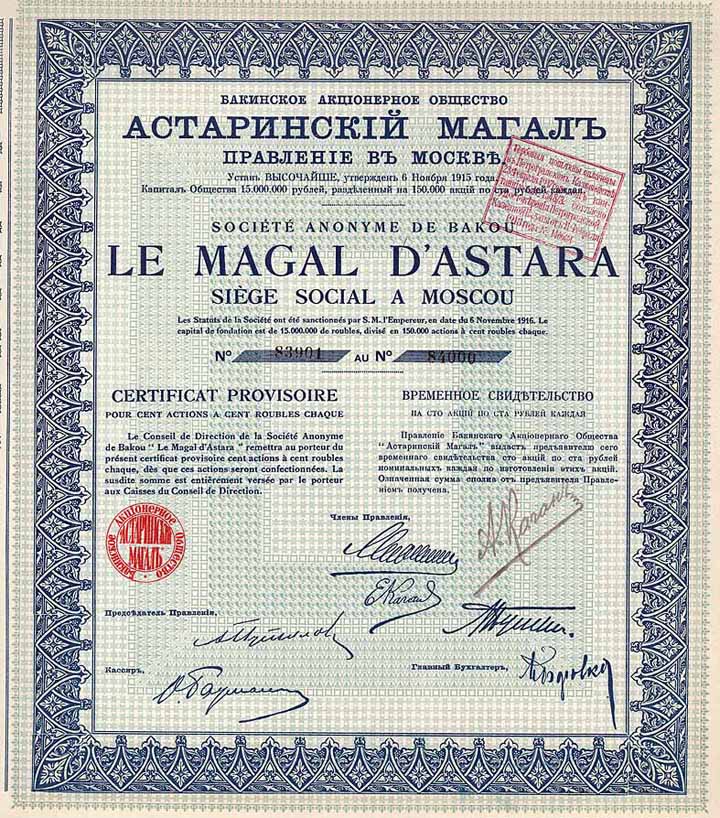 БАКИНСКОЕ АКЦІОНЕРНОЕ ОБЩЕСТВО
АСТАРИНСКІЙ МАГАЛЪ
ПРАВЛЕНІЕ ВЪ МОСКВѢ
Устав. ВЫСОЧАЙШЕ, утвержден 6 Ноября 1915 года.
Капиталъ Общества 15.000.000 рублей, раздѣленный на 150.000 акцій по ста рублей каждая.
SOCIÉTÉ ANONYME DE BAKOU
LE MAGAL D'ASTARA
SIÈGE SOCIAL A MOSCOU
Les Statuts de la Société ont été sanctionnés par S. M. l'Empereur, en date du 6 Novembre 1916. Le
capital de fondation est de 15.000.000 de roubles, divisé en 150.000 actions à cent roubles chaque.
No 83901 AU No 84000
CERTIFICAT PROVISOIRE
POUR CENT ACTIONS A CENT ROUBLES CHAQUE
Le Conseil de Direction de la Société Anonyme
de Bakou " Le Magal d'Astara " remettra au porteur du
présent certificat provisoire cent actions à cent roubles
chaque, dès que ces actions seront confectionnées. La
susdite somme est entièrement versée par le porteur
aux Caisses du Conseil de Direction.
ВРЕМЕННОЕ СВИДѢТЕЛЬСТВО
НА СТО АКЦІЙ ПО СТА РУБЛЕЙ КАЖДАЯ
Правленіе Бакинскаго Акціонернаго Общества
"Астаринскій Магалъ" выдастъ предъявителю сего
временнаго свидѣтельства, сто акцій по ста рублей
номинальныхъ каждая по изготовленіи этихъ акцій.
Означенная сумма сполна отъ предъявителя Правле-
ніемъ получена.
Бакинское Акціонерное Общество
АСТАРИНСКІЙ
МАГАЛЪ
Члены Правленія,
А. Каган
Предсѣдатель Правленія,
Кассиръ,
Главный Бухгалтеръ,